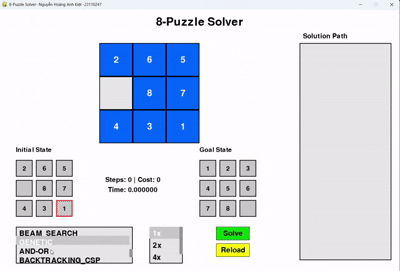 8-Puzzle Solver- Nguyễn Hoàng Anh Kiệt -23110247
8-Puzzle Solver
Solution Path
2 6 5
8 7
4 3 1
Initial State
2 6 5
8 7
4 3 1
Steps: 0 | Cost: 0
Time: 0.000000
Goal State
1 2 3
4 5 6
7 8
BEAM_SEARCH
GENETIC
AND-OR
BACKTRACKING_CSP
1x
2x
4x
Solve
Reload